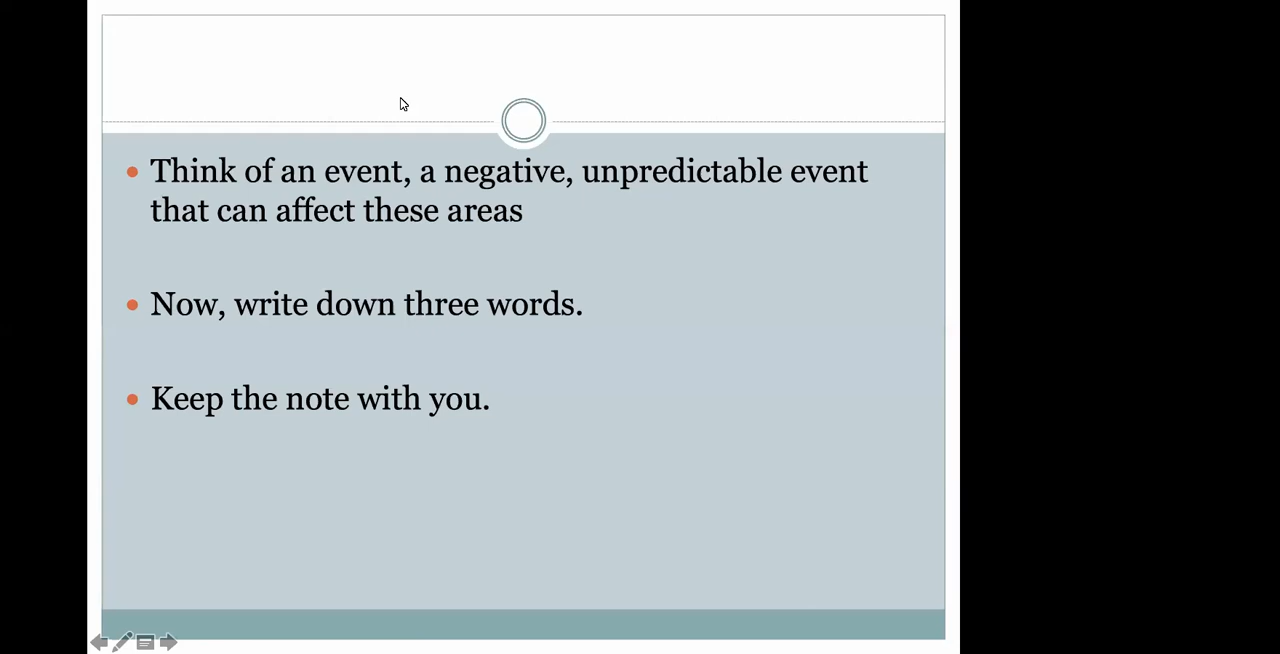 Think of an event, a negative, unpredictable event
that can affect these areas
Now, write down three words.
Keep the note with you.